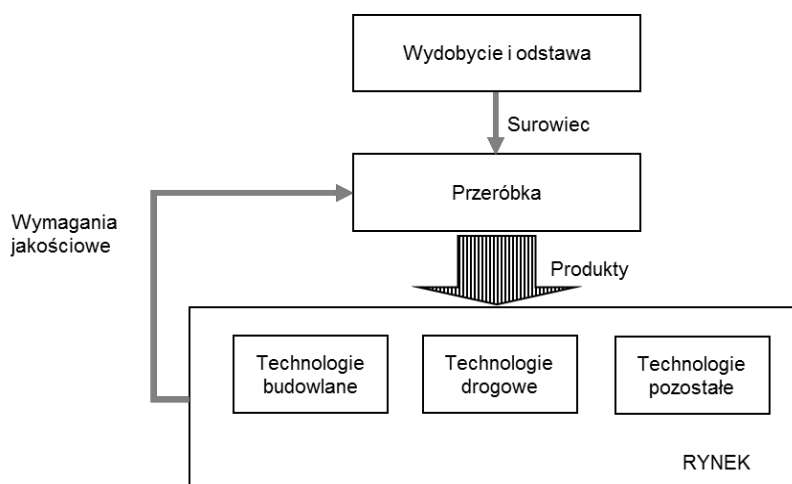 Wydobycie i odstawa
Surowiec
Przeróbka
Wymagania
jakościowe
Produkty
Technologie
budowlane
Technologie
drogowe
Technologie
pozostałe
RYNEK